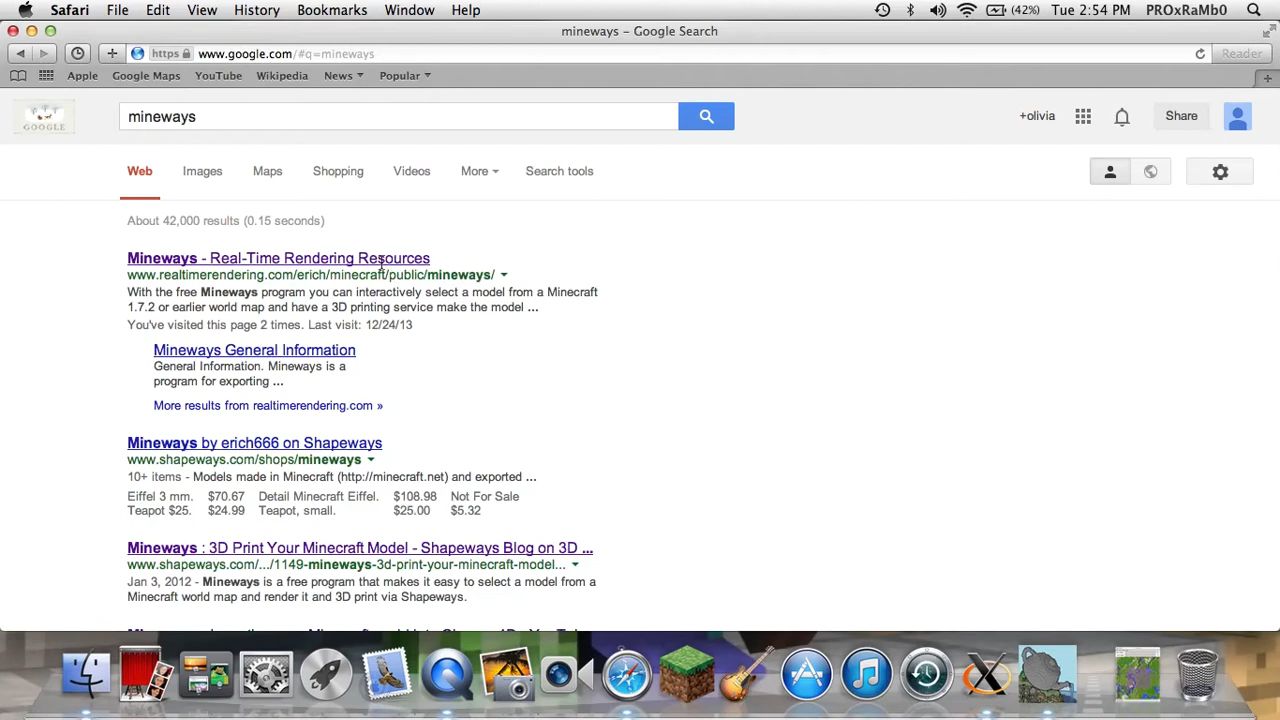 Safari File Edit View History Bookmarks Window Help (42%) Tue 2:54 PM PROxRaMb0
mineways – Google Search
https www.google.com/#q=mineways Reader
Apple Google Maps YouTube Wikipedia News Popular
GOOGLE mineways +olivia Share
Web Images Maps Shopping Videos More Search tools
About 42,000 results (0.15 seconds)
Mineways - Real-Time Rendering Resources
www.realtimerendering.com/erich/minecraft/public/mineways/
With the free Mineways program you can interactively select a model from a Minecraft
1.7.2 or earlier world map and have a 3D printing service make the model ...
You've visited this page 2 times. Last visit: 12/24/13
Mineways General Information
General Information. Mineways is a
program for exporting ...
More results from realtimerendering.com »
Mineways by erich666 on Shapeways
www.shapeways.com/shops/mineways
10+ items - Models made in Minecraft (http://minecraft.net) and exported ...
Eiffel 3 mm. $70.67 Detail Minecraft Eiffel. $108.98 Not For Sale
Teapot $25. $24.99 Teapot, small. $25.00 $5.32
Mineways : 3D Print Your Minecraft Model - Shapeways Blog on 3D ...
www.shapeways.com/.../1149-mineways-3d-print-your-minecraft-model...
Jan 3, 2012 - Mineways is a free program that makes it easy to select a model from a
Minecraft world map and render it and 3D print via Shapeways.